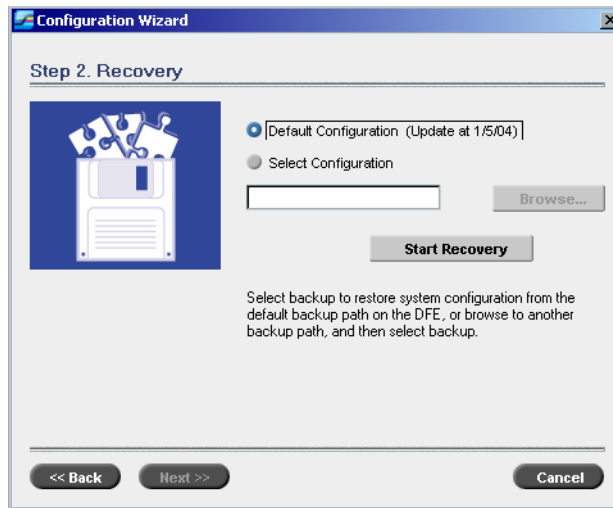 Configuration Wizard
Step 2. Recovery
Default Configuration (Update at 1/5/04)
Select Configuration
Browse...
Start Recovery
Select backup to restore system configuration from the
default backup path on the DFE, or browse to another
backup path, and then select backup.
<< Back
Next >>
Cancel